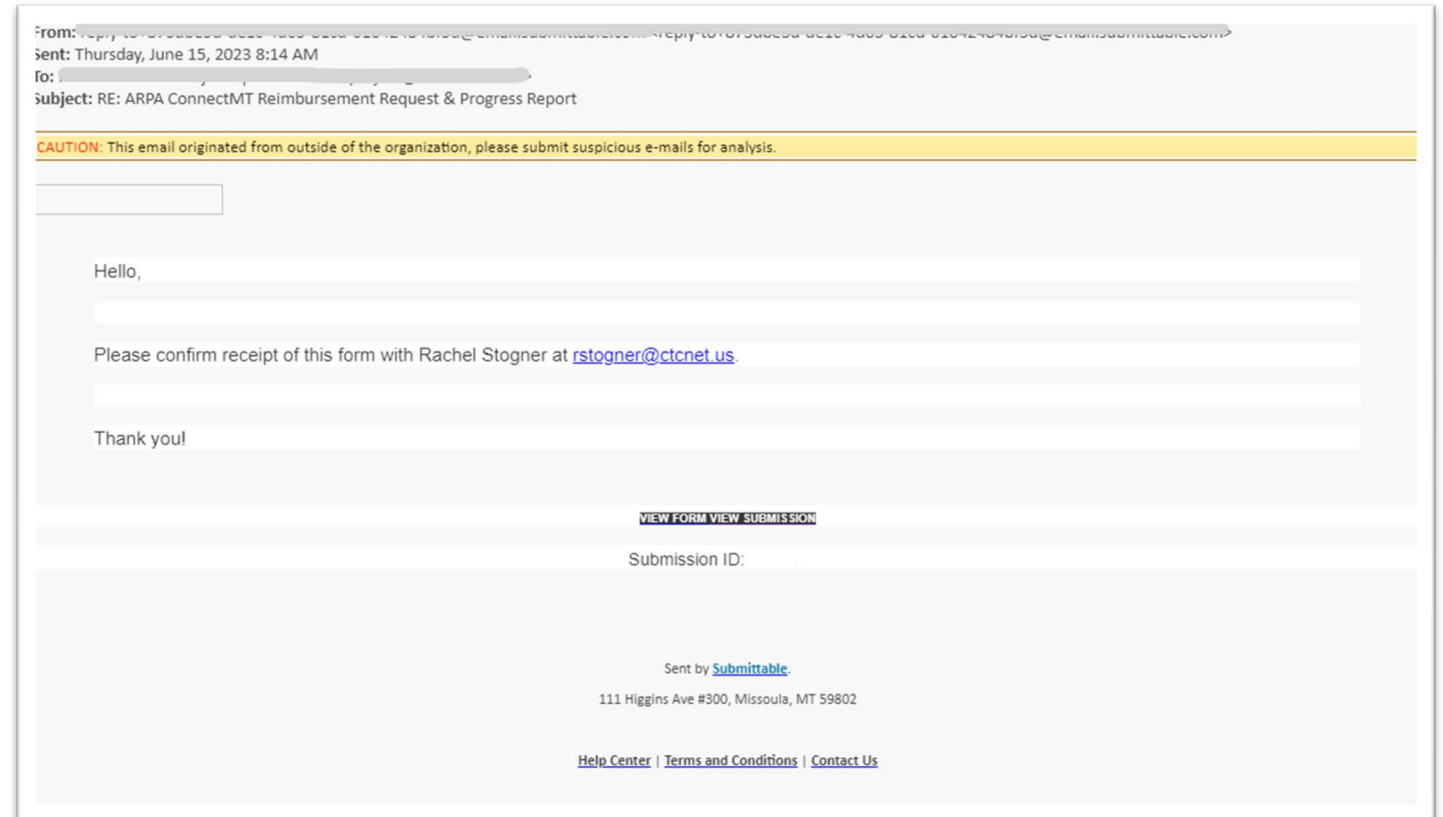 From:
Sent: Thursday, June 15, 2023 8:14 AM
To:
Subject: RE: ARPA ConnectMT Reimbursement Request & Progress Report
CAUTION: This email originated from outside of the organization, please submit suspicious e-mails for analysis.
Hello,
Please confirm receipt of this form with Rachel Stogner at rstogner@ctcnet.us.
Thank you!
VIEW FORM VIEW SUBMISSION
Submission ID:
Sent by Submittable.
111 Higgins Ave #300, Missoula, MT 59802
Help Center | Terms and Conditions | Contact Us